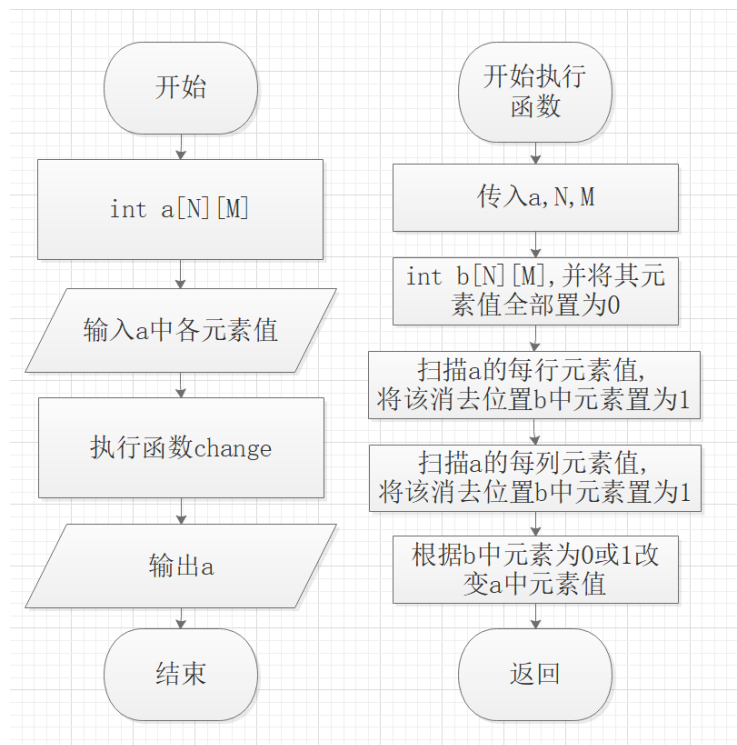 开始
int a[N][M]
输入a中各元素值
执行函数change
输出a
结束
开始执行
函数
传入a,N,M
int b[N][M],并将其元
素值全部置为0
扫描a的每行元素值,
将该消去位置b中元素置为1
扫描a的每列元素值,
将该消去位置b中元素置为1
根据b中元素为0或1改
变a中元素值
返回